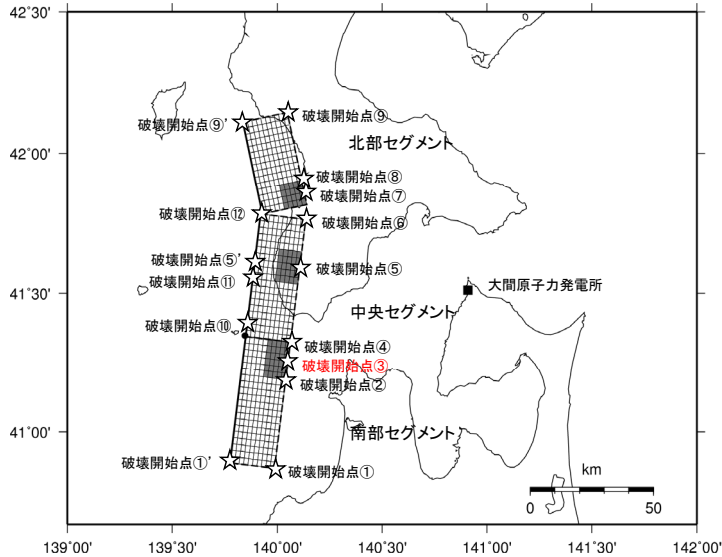 42˚30'
破壊開始点⑨
破壊開始点⑨'
北部セグメント
42˚00'
破壊開始点⑧
破壊開始点⑦
破壊開始点⑫
破壊開始点⑥
破壊開始点⑤'
破壊開始点⑤
破壊開始点⑪
大間原子力発電所
41˚30'
中央セグメント
破壊開始点⑩
破壊開始点④
破壊開始点③
破壊開始点②
41˚00'
南部セグメント
破壊開始点①'
破壊開始点①
km
0 50
139˚00' 139˚30' 140˚00' 140˚30' 141˚00' 141˚30' 142˚00'